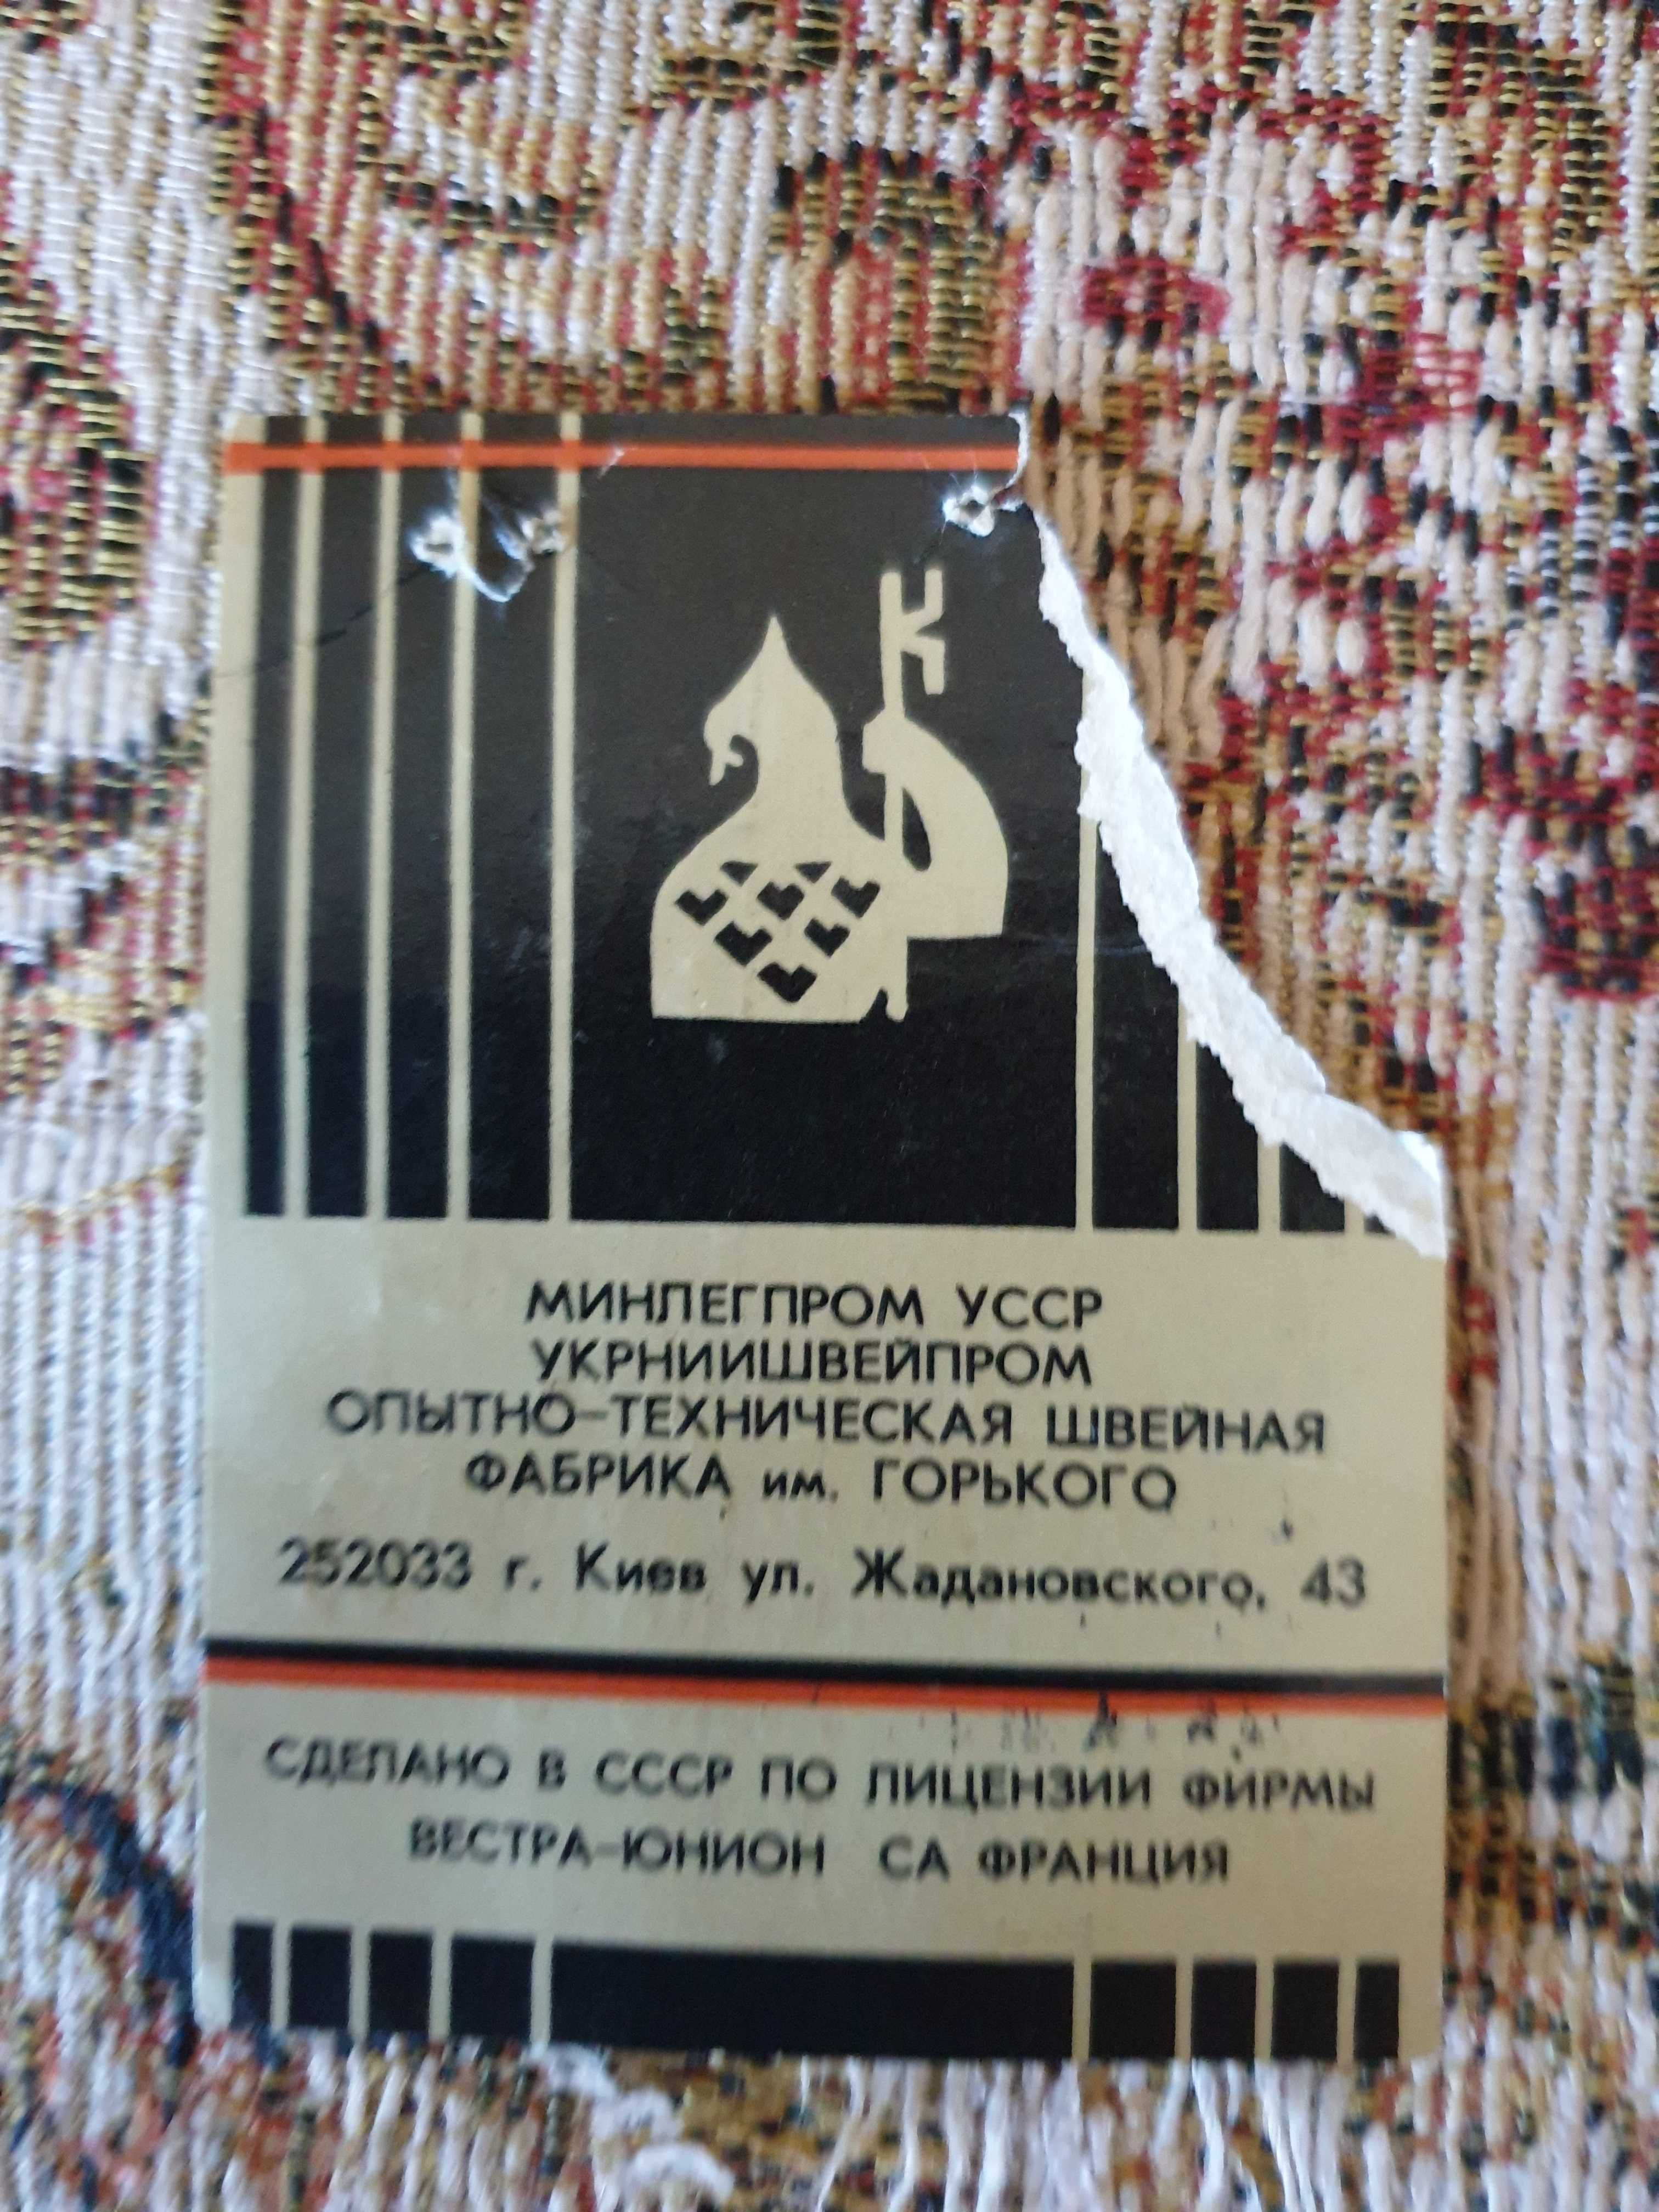 МИНЛЕГПРОМ УССР
УКРНИИШВЕЙПРОМ
ОПЫТНО-ТЕХНИЧЕСКАЯ ШВЕЙНАЯ
ФАБРИКА им. ГОРЬКОГО
252033 г. Киев ул. Жадановского, 43
СДЕЛАНО В СССР ПО ЛИЦЕНЗИИ ФИРМЫ
ВЕСТРА-ЮНИОН СА ФРАНЦИЯ